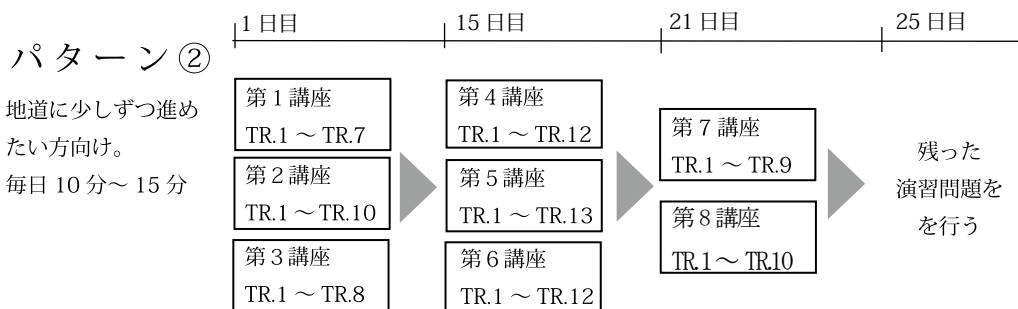 1日目
15日目
21日目
25日目
パターン②
地道に少しずつ進め
たい方向け。
毎日10分〜15分
第1講座
TR.1〜TR.7
第2講座
TR.1〜TR.10
第3講座
TR.1〜TR.8
第4講座
TR.1〜TR.12
第5講座
TR.1〜TR.13
第6講座
TR.1〜TR.12
第7講座
TR.1〜TR.9
第8講座
TR.1〜TR.10
残った
演習問題を
を行う